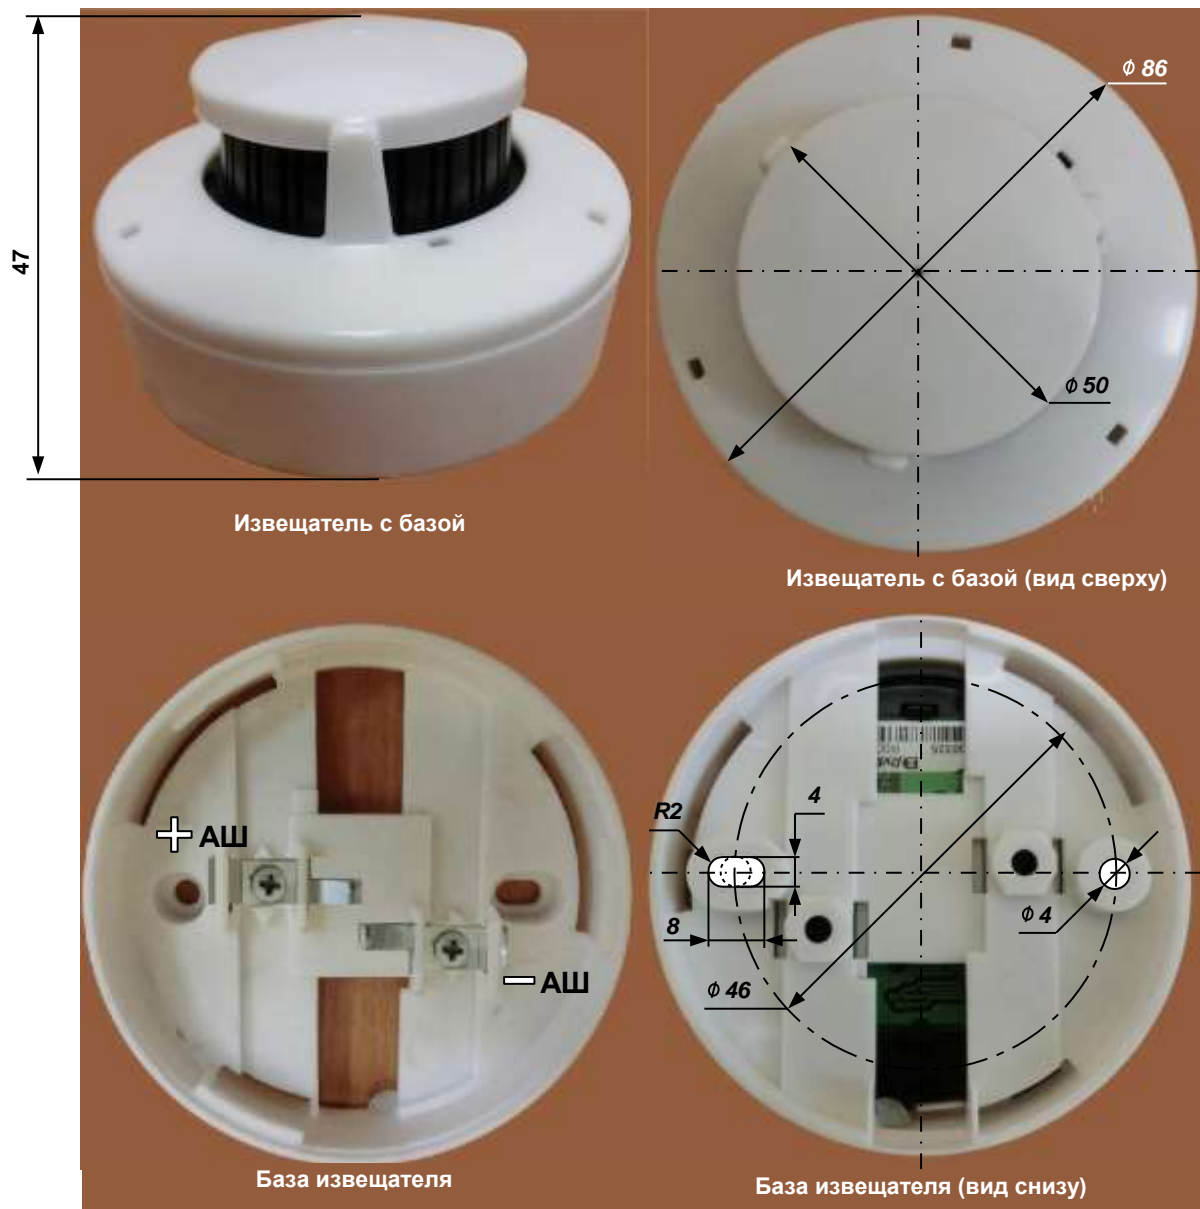 47
ϕ 86
ϕ 50
Извещатель с базой
Извещатель с базой (вид сверху)
+ АШ
– АШ
R2
4
8
ϕ 4
ϕ 46
База извещателя
База извещателя (вид снизу)